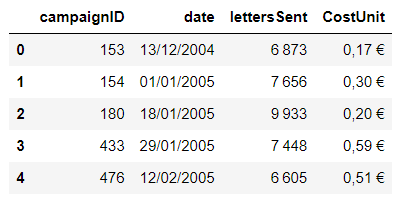 campaignID date lettersSent CostUnit
0 153 13/12/2004 6 873 0,17 €
1 154 01/01/2005 7 656 0,30 €
2 180 18/01/2005 9 933 0,20 €
3 433 29/01/2005 7 448 0,59 €
4 476 12/02/2005 6 605 0,51 €